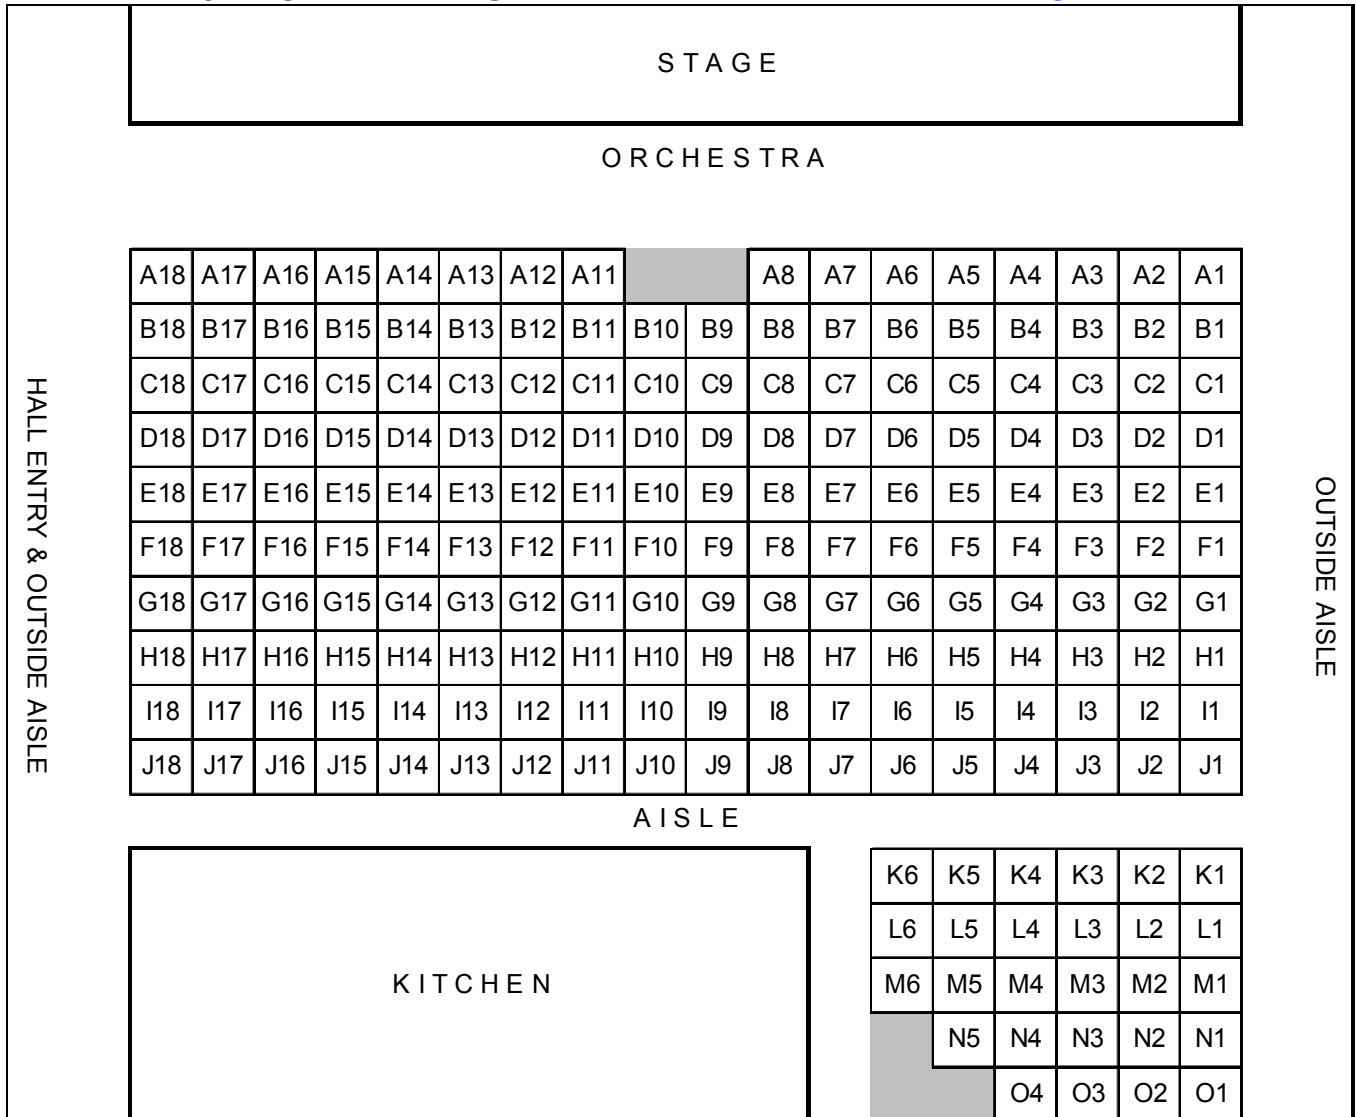 STAGE
ORCHESTRA
A18 A17 A16 A15 A14 A13 A12 A11 A8 A7 A6 A5 A4 A3 A2 A1
B18 B17 B16 B15 B14 B13 B12 B11 B10 B9 B8 B7 B6 B5 B4 B3 B2 B1
C18 C17 C16 C15 C14 C13 C12 C11 C10 C9 C8 C7 C6 C5 C4 C3 C2 C1
D18 D17 D16 D15 D14 D13 D12 D11 D10 D9 D8 D7 D6 D5 D4 D3 D2 D1
E18 E17 E16 E15 E14 E13 E12 E11 E10 E9 E8 E7 E6 E5 E4 E3 E2 E1
F18 F17 F16 F15 F14 F13 F12 F11 F10 F9 F8 F7 F6 F5 F4 F3 F2 F1
G18 G17 G16 G15 G14 G13 G12 G11 G10 G9 G8 G7 G6 G5 G4 G3 G2 G1
H18 H17 H16 H15 H14 H13 H12 H11 H10 H9 H8 H7 H6 H5 H4 H3 H2 H1
I18 I17 I16 I15 I14 I13 I12 I11 I10 I9 I8 I7 I6 I5 I4 I3 I2 I1
J18 J17 J16 J15 J14 J13 J12 J11 J10 J9 J8 J7 J6 J5 J4 J3 J2 J1
HALL ENTRY & OUTSIDE AISLE
OUTSIDE AISLE
AISLE
KITCHEN
K6 K5 K4 K3 K2 K1
L6 L5 L4 L3 L2 L1
M6 M5 M4 M3 M2 M1
N5 N4 N3 N2 N1
O4 O3 O2 O1